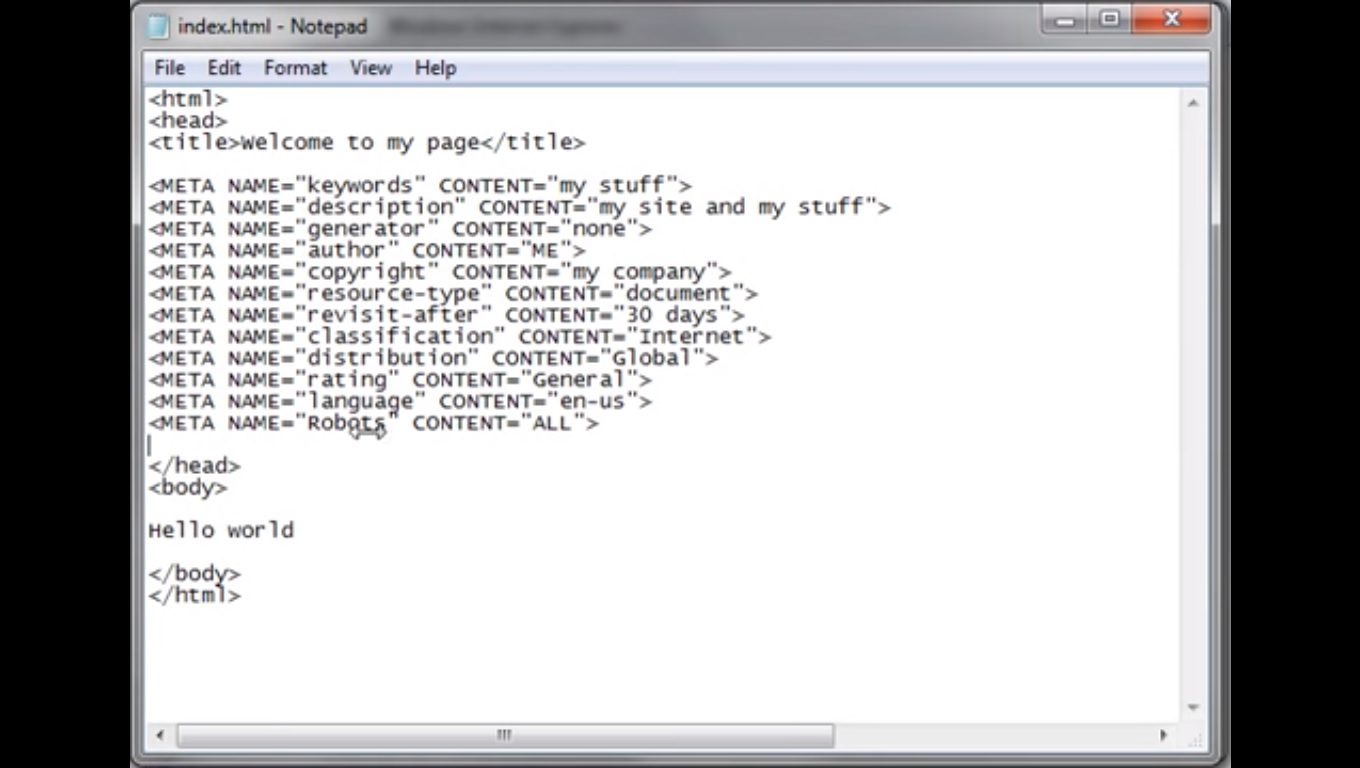 index.html - Notepad
File Edit Format View Help
<html>
<head>
<title>Welcome to my page</title>
<META NAME="keywords" CONTENT="my stuff">
<META NAME="description" CONTENT="my site and my stuff">
<META NAME="generator" CONTENT="none">
<META NAME="author" CONTENT="ME">
<META NAME="copyright" CONTENT="my company">
<META NAME="resource-type" CONTENT="document">
<META NAME="revisit-after" CONTENT="30 days">
<META NAME="classification" CONTENT="Internet">
<META NAME="distribution" CONTENT="Global">
<META NAME="rating" CONTENT="General">
<META NAME="language" CONTENT="en-us">
<META NAME="Robots" CONTENT="ALL">
</head>
<body>
Hello world
</body>
</html>